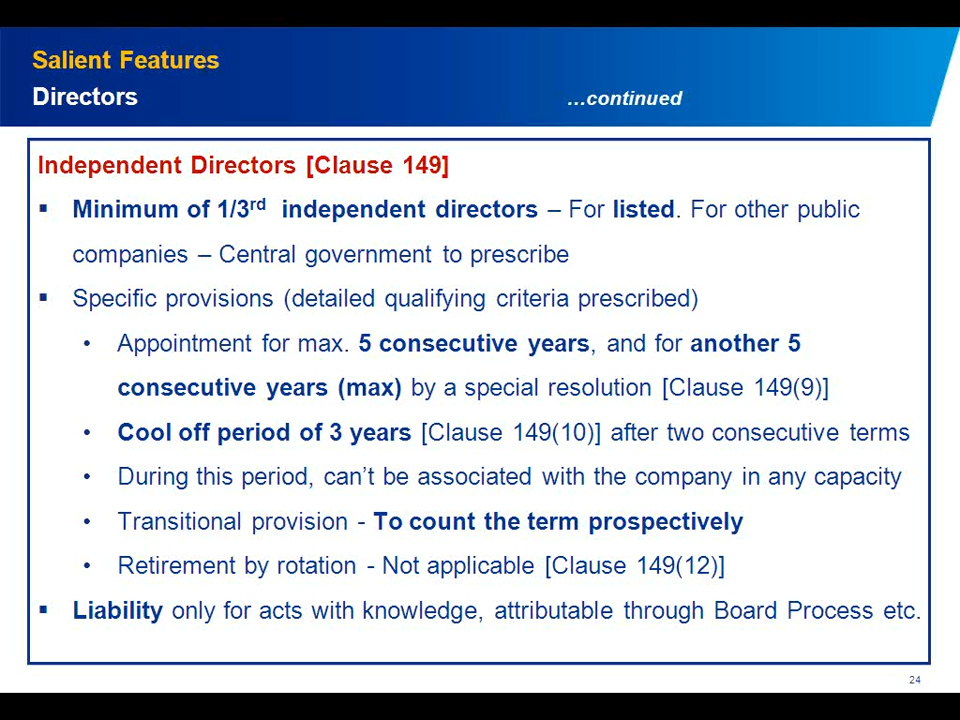 Salient Features
Directors …continued
Independent Directors [Clause 149]
▪ Minimum of 1/3rd independent directors – For listed. For other public
companies – Central government to prescribe
▪ Specific provisions (detailed qualifying criteria prescribed)
• Appointment for max. 5 consecutive years, and for another 5
consecutive years (max) by a special resolution [Clause 149(9)]
• Cool off period of 3 years [Clause 149(10)] after two consecutive terms
• During this period, can’t be associated with the company in any capacity
• Transitional provision - To count the term prospectively
• Retirement by rotation - Not applicable [Clause 149(12)]
▪ Liability only for acts with knowledge, attributable through Board Process etc.
24